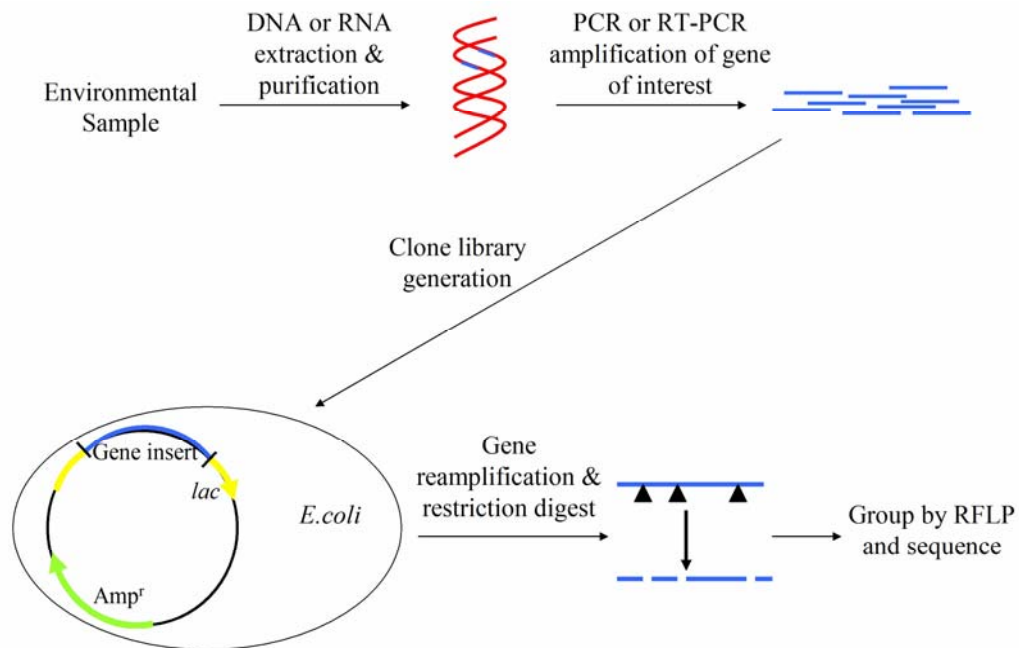 Environmental
Sample
DNA or RNA
extraction &
purification
PCR or RT-PCR
amplification of gene
of interest
Clone library
generation
Gene insert
lac
E.coli
Ampr
Gene
reamplification &
restriction digest
Group by RFLP
and sequence